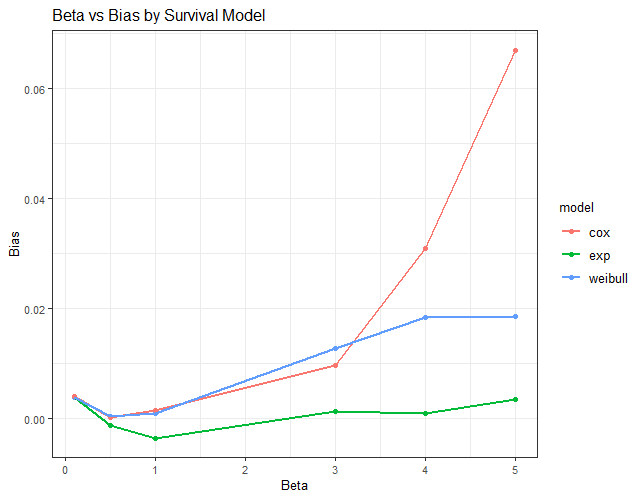 Beta vs Bias by Survival Model
0.06
0.04
0.02
0.00
Bias
0 1 2 3 4 5
Beta
model
cox
exp
weibull